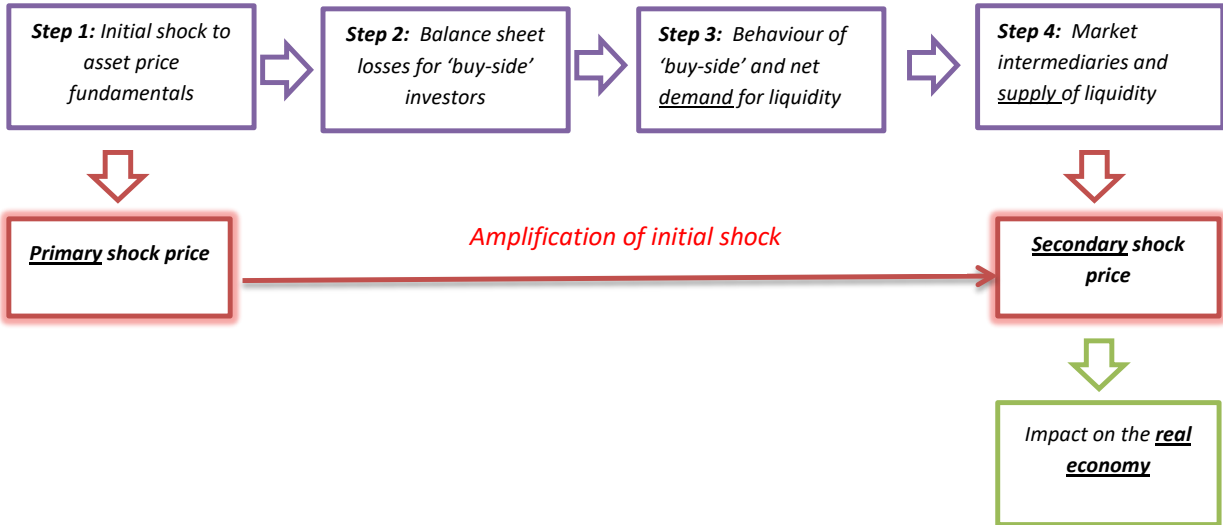 Step 1: Initial shock to
asset price
fundamentals
Step 2: Balance sheet
losses for ‘buy-side’
investors
Step 3: Behaviour of
‘buy-side’ and net
demand for liquidity
Step 4: Market
intermediaries and
supply of liquidity
Primary shock price
Amplification of initial shock
Secondary shock
price
Impact on the real
economy